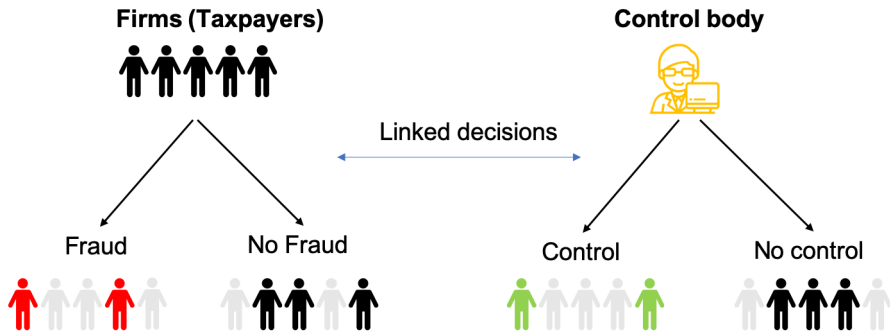 Firms (Taxpayers)
Control body
Linked decisions
Fraud
No Fraud
Control
No control